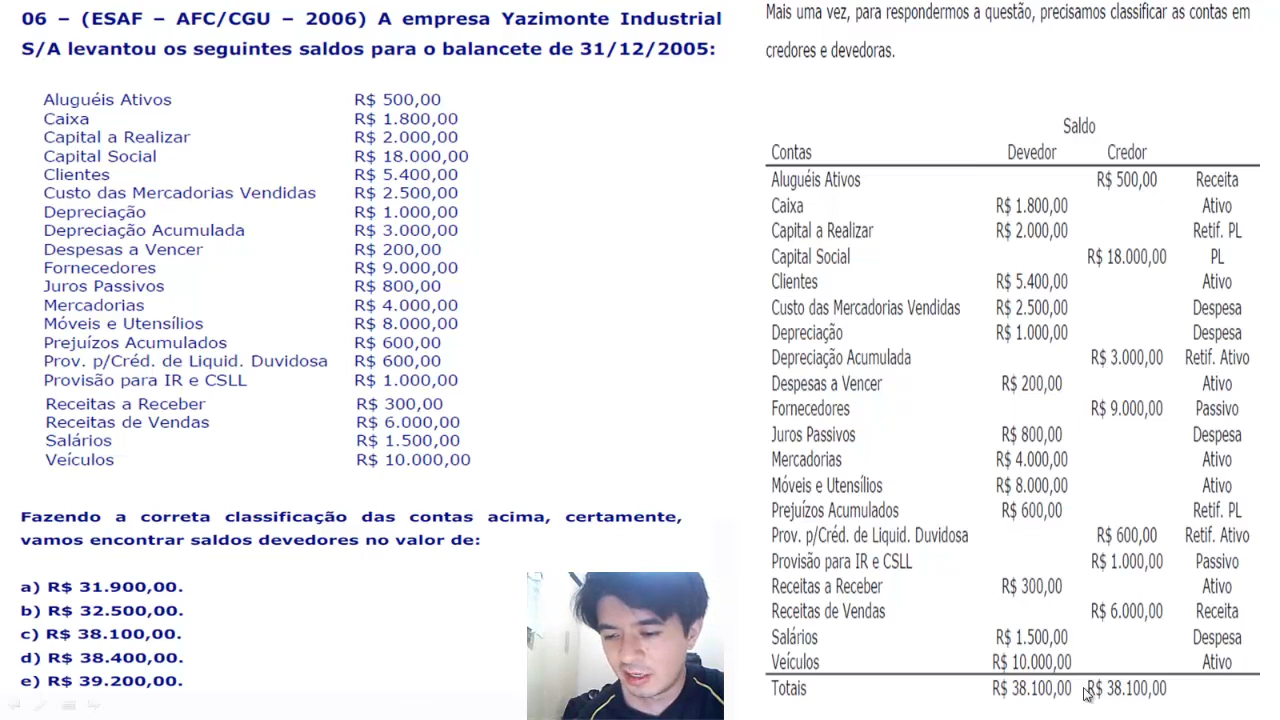 06 – (ESAF – AFC/CGU – 2006) A empresa Yazimonte Industrial
S/A levantou os seguintes saldos para o balancete de 31/12/2005:
Aluguéis Ativos R$ 500,00
Caixa R$ 1.800,00
Capital a Realizar R$ 2.000,00
Capital Social R$ 18.000,00
Clientes R$ 5.400,00
Custo das Mercadorias Vendidas R$ 2.500,00
Depreciação R$ 1.000,00
Depreciação Acumulada R$ 3.000,00
Despesas a Vencer R$ 200,00
Fornecedores R$ 9.000,00
Juros Passivos R$ 800,00
Mercadorias R$ 4.000,00
Móveis e Utensílios R$ 8.000,00
Prejuízos Acumulados R$ 600,00
Prov. p/Créd. de Liquid. Duvidosa R$ 600,00
Provisão para IR e CSLL R$ 1.000,00
Receitas a Receber R$ 300,00
Receitas de Vendas R$ 6.000,00
Salários R$ 1.500,00
Veículos R$ 10.000,00
Fazendo a correta classificação das contas acima, certamente,
vamos encontrar saldos devedores no valor de:
a) R$ 31.900,00.
b) R$ 32.500,00.
c) R$ 38.100,00.
d) R$ 38.400,00.
e) R$ 39.200,00.
Mais uma vez, para respondermos a questão, precisamos classificar as contas em
credores e devedoras.
Saldo
Contas Devedor Credor
Aluguéis Ativos R$ 500,00 Receita
Caixa R$ 1.800,00 Ativo
Capital a Realizar R$ 2.000,00 Retif. PL
Capital Social R$ 18.000,00 PL
Clientes R$ 5.400,00 Ativo
Custo das Mercadorias Vendidas R$ 2.500,00 Despesa
Depreciação R$ 1.000,00 Despesa
Depreciação Acumulada R$ 3.000,00 Retif. Ativo
Despesas a Vencer R$ 200,00 Ativo
Fornecedores R$ 9.000,00 Passivo
Juros Passivos R$ 800,00 Despesa
Mercadorias R$ 4.000,00 Ativo
Móveis e Utensílios R$ 8.000,00 Ativo
Prejuízos Acumulados R$ 600,00 Retif. PL
Prov. p/Créd. de Liquid. Duvidosa R$ 600,00 Retif. Ativo
Provisão para IR e CSLL R$ 1.000,00 Passivo
Receitas a Receber R$ 300,00 Ativo
Receitas de Vendas R$ 6.000,00 Receita
Salários R$ 1.500,00 Despesa
Veículos R$ 10.000,00 Ativo
Totais R$ 38.100,00 R$ 38.100,00